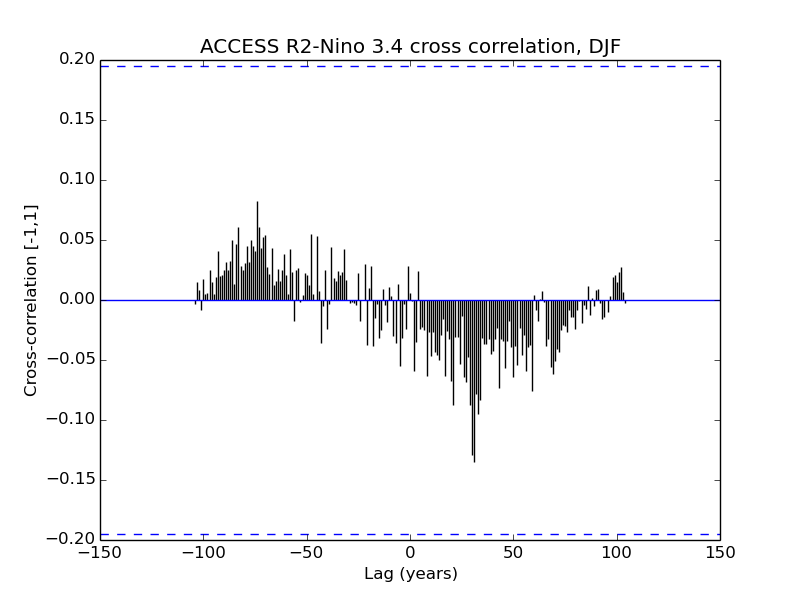 ACCESS R2-Nino 3.4 cross correlation, DJF
0.20
0.15
0.10
0.05
0.00
−0.05
−0.10
−0.15
−0.20
Cross-correlation [-1,1]
−150 −100 −50 0 50 100 150
Lag (years)